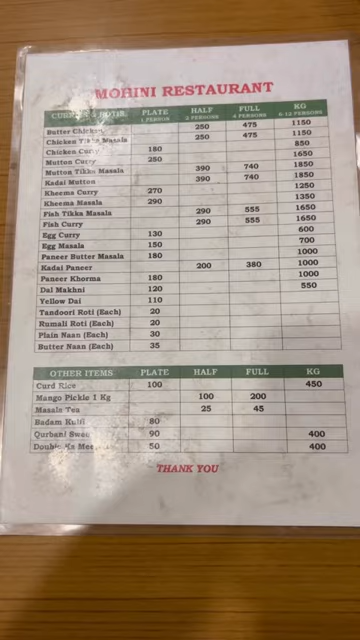 MOHINI RESTAURANT
PLATE HALF FULL KG
1 PERSON 2 PERSONS 4 PERSONS 8-12 PERSONS
Butter Chicken 250 475 1150
Chicken Tikka Masala 250 475 1150
Chicken Curry 180 850
Mutton Curry 250 1650
Mutton Tikka Masala 390 740 1850
Kadai Mutton 390 740 1850
Kheema Curry 270 1250
Kheema Masala 290 1350
Fish Tikka Masala 290 555 1650
Fish Curry 290 555 1650
Egg Curry 130 600
Egg Masala 150 700
Paneer Butter Masala 180 1000
Kadai Paneer 200 380 1000
Paneer Khorma 180 1000
Dal Makhni 120 550
Yellow Dal 110
Tandoori Roti (Each) 20
Rumali Roti (Each) 20
Plain Naan (Each) 30
Butter Naan (Each) 35
OTHER ITEMS PLATE HALF FULL KG
Curd Rice 100 450
Mango Pickle 1 Kg 100 200
Masala Tea 25 45
Badam Kulfi 80
Qurbani Sweet 90 400
Double Ka Meetha 50 400
THANK YOU